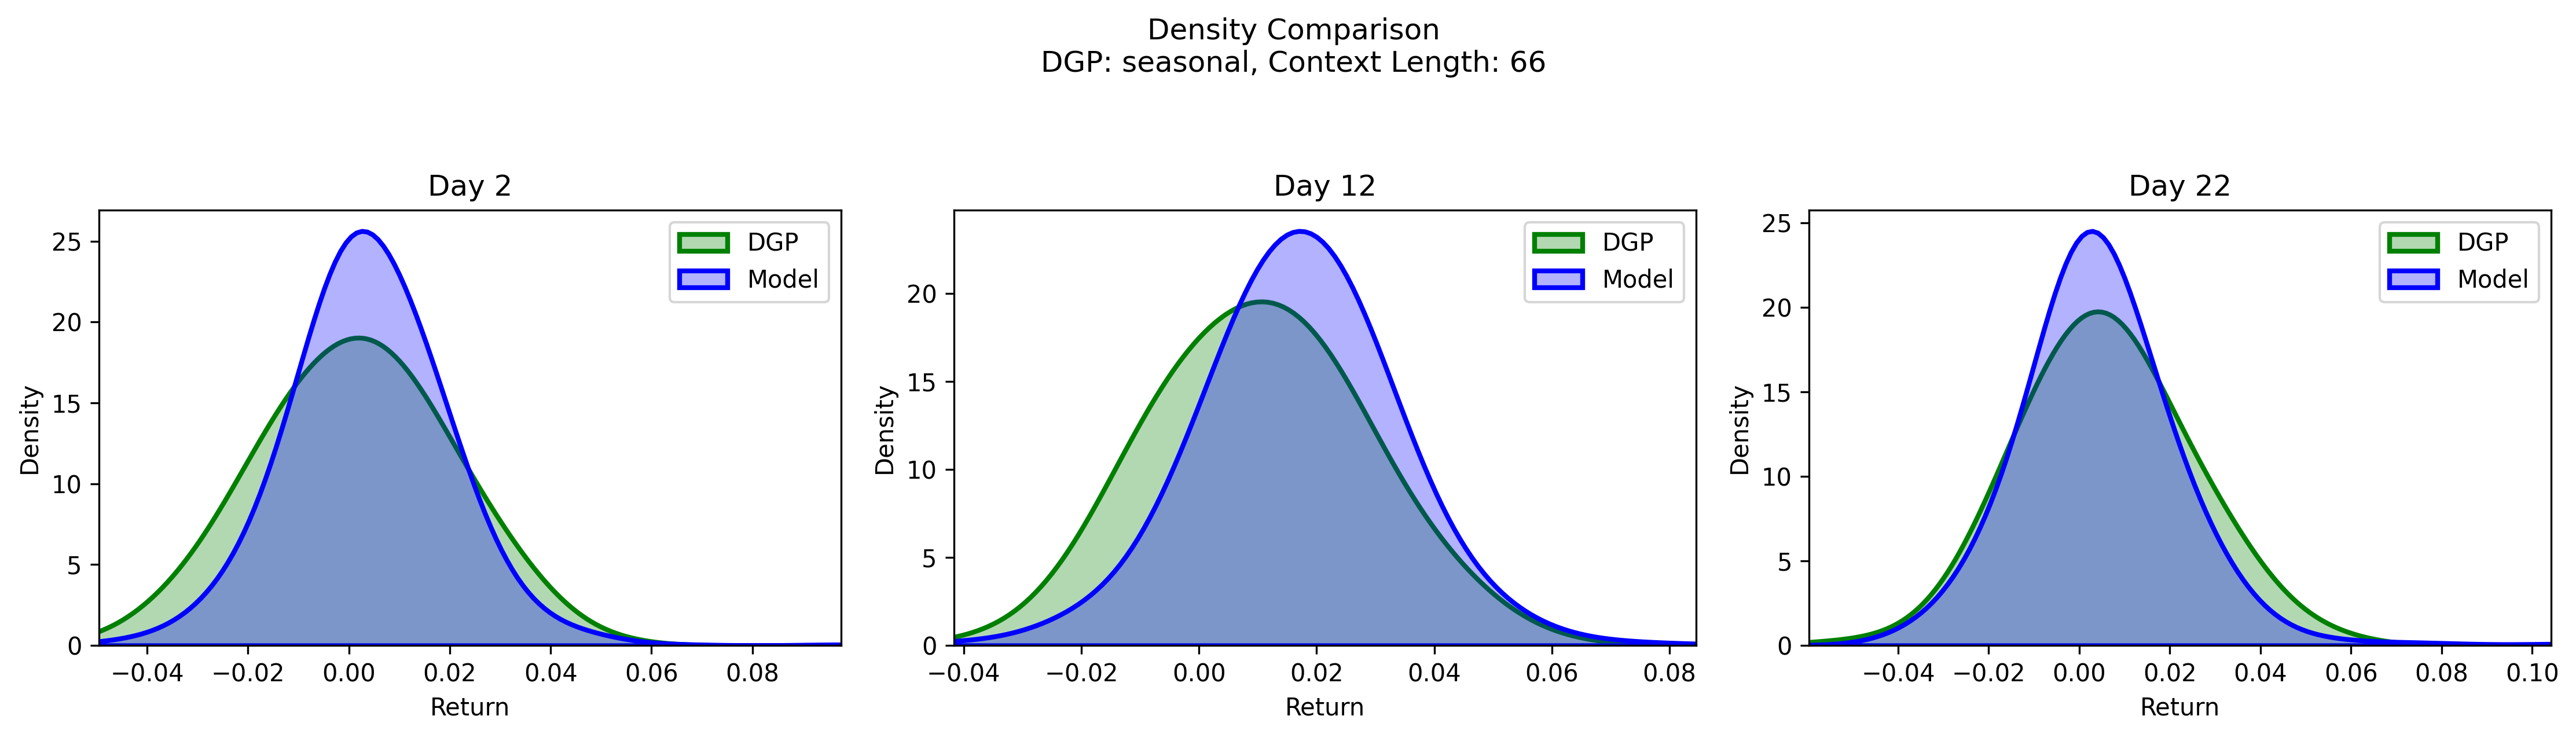 Density Comparison
DGP: seasonal, Context Length: 66
Day 2
25
20
15
10
5
0
Density
−0.04 −0.02 0.00 0.02 0.04 0.06 0.08
Return
DGP
Model
Day 12
20
15
10
5
0
Density
−0.04 −0.02 0.00 0.02 0.04 0.06 0.08
Return
DGP
Model
Day 22
25
20
15
10
5
0
Density
−0.04 −0.02 0.00 0.02 0.04 0.06 0.08 0.10
Return
DGP
Model